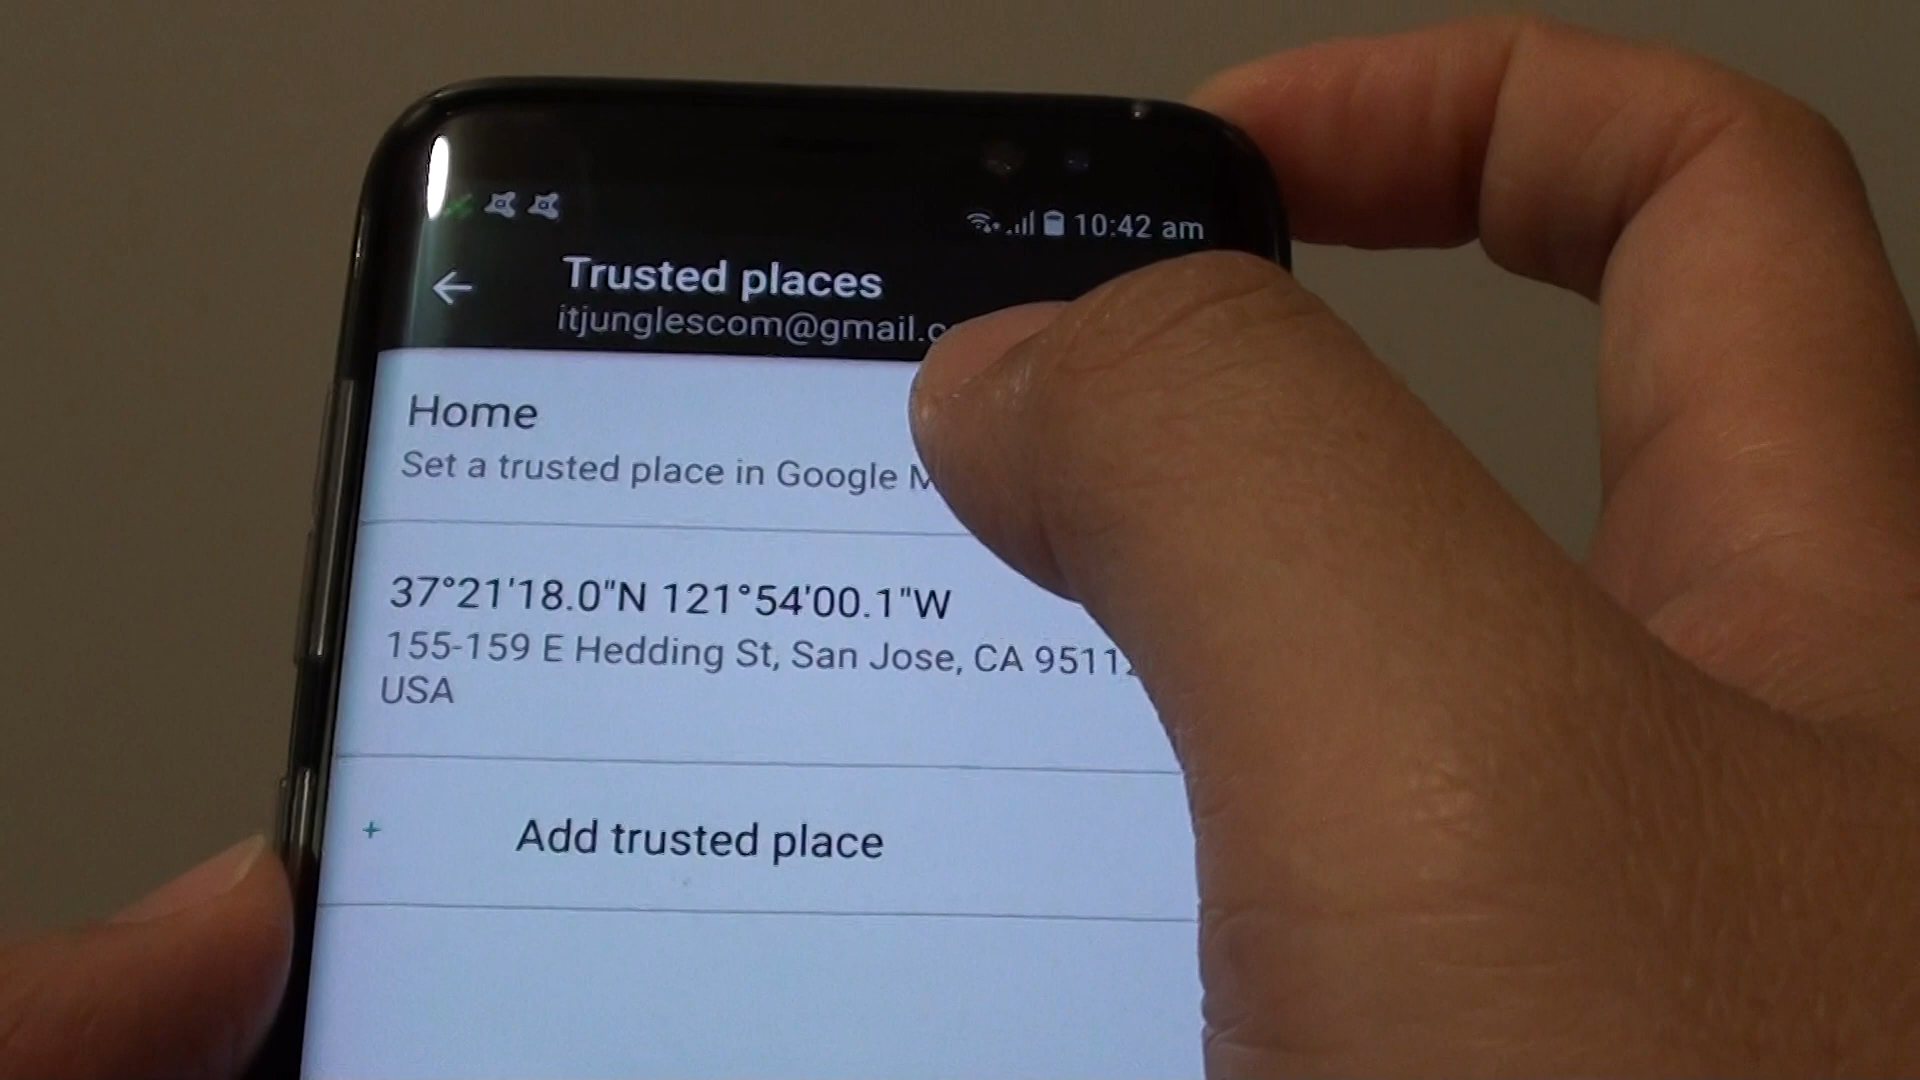 10:42 am
Trusted places
itjunglescom@gmail.c
Home
Set a trusted place in Google
37°21'18.0"N 121°54'00.1"W
155-159 E Hedding St, San Jose, CA 9511
USA
+ Add trusted place